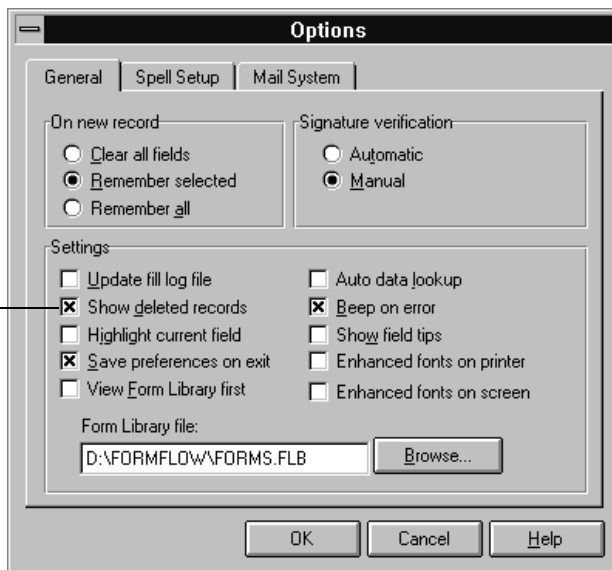 Options
General Spell Setup Mail System
On new record
Clear all fields
Remember selected
Remember all
Signature verification
Automatic
Manual
Settings
Update fill log file
Show deleted records
Highlight current field
Save preferences on exit
View Form Library first
Auto data lookup
Beep on error
Show field tips
Enhanced fonts on printer
Enhanced fonts on screen
Form Library file:
D:\FORMFLOW\FORMS.FLB Browse...
OK Cancel Help